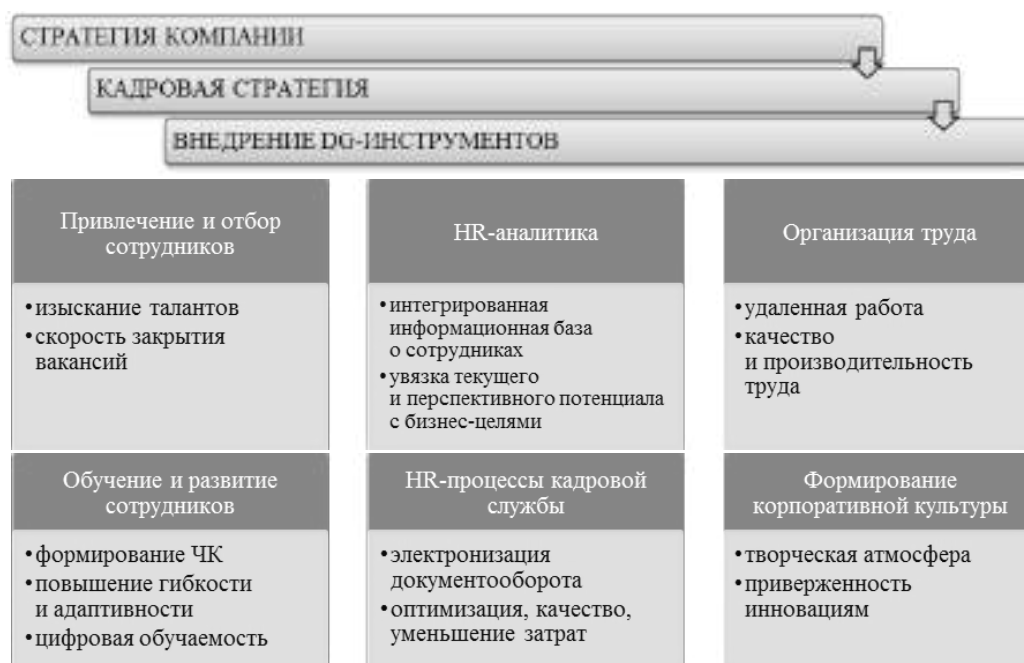 СТРАТЕГИЯ КОМПАНИИ
КАДРОВАЯ СТРАТЕГИЯ
ВНЕДРЕНИЕ DG-ИНСТРУМЕНТОВ
Привлечение и отбор
сотрудников
•изыскание талантов
•скорость закрытия
вакансий
HR-аналитика
•интегрированная
информационная база
о сотрудниках
•увязка текущего
и перспективного потенциала
с бизнес-целями
Организация труда
•удаленная работа
•качество
и производительность
труда
Обучение и развитие
сотрудников
•формирование ЧК
•повышение гибкости
и адаптивности
•цифровая обучаемость
HR-процессы кадровой
службы
•электронизация
документооборота
•оптимизация, качество,
уменьшение затрат
Формирование
корпоративной культуры
•творческая атмосфера
•приверженность
инновациям